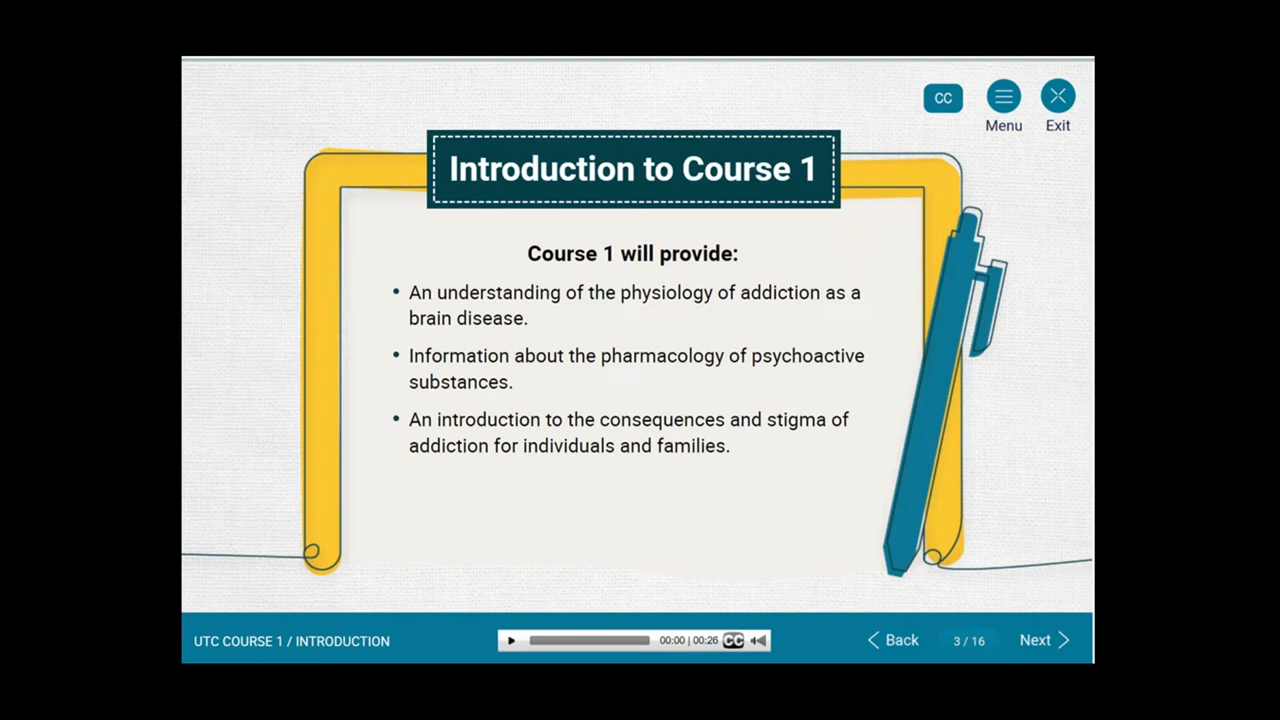 CC
Menu
Exit
Introduction to Course 1
Course 1 will provide:
• An understanding of the physiology of addiction as a
brain disease.
• Information about the pharmacology of psychoactive
substances.
• An introduction to the consequences and stigma of
addiction for individuals and families.
UTC COURSE 1 / INTRODUCTION
00:00 | 00:26
CC
Back
3 / 16
Next